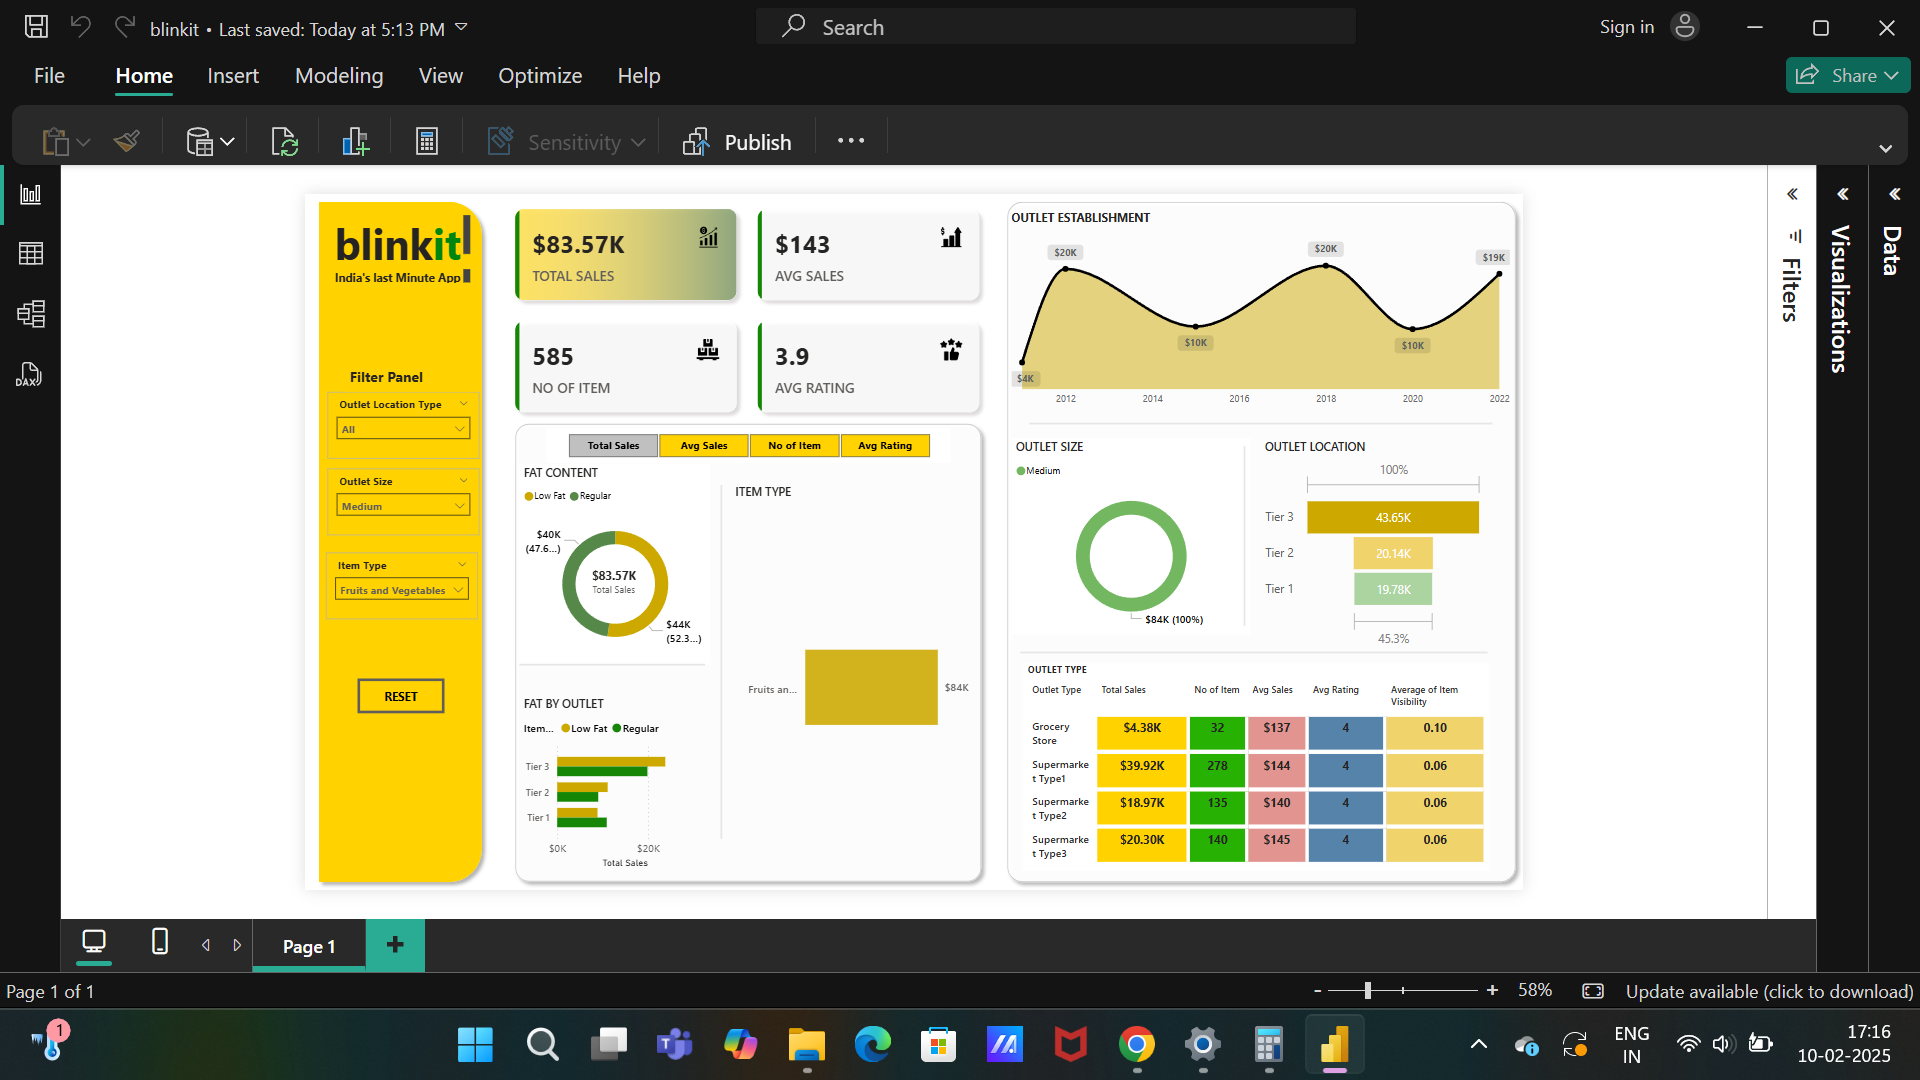 blinkit • Last saved: Today at 5:13 PM
Search
Sign in
File
Home
Insert
Modeling
View
Optimize
Help
Share
Sensitivity
Publish
blinkit
India's last Minute App
Filter Panel
Outlet Location Type
All
Outlet Size
Medium
Item Type
Fruits and Vegetables
RESET
$83.57K
TOTAL SALES
$143
AVG SALES
585
NO OF ITEM
3.9
AVG RATING
Total Sales
Avg Sales
No of Item
Avg Rating
FAT CONTENT
Low Fat Regular
$40K
(47.6...)
$83.57K
Total Sales
$44K
(52.3...)
ITEM TYPE
Fruits an...
$84K
FAT BY OUTLET
Item... Low Fat Regular
Tier 3
Tier 2
Tier 1
$0K $20K
Total Sales
OUTLET ESTABLISHMENT
$20K
$20K
$19K
$10K
$10K
$4K
2012 2014 2016 2018 2020 2022
OUTLET SIZE
Medium
$84K (100%)
OUTLET LOCATION
100%
Tier 3 43.65K
Tier 2 20.14K
Tier 1 19.78K
45.3%
OUTLET TYPE
Outlet Type Total Sales No of Item Avg Sales Avg Rating Average of Item
Visibility
Grocery $4.38K 32 $137 4 0.10
Store
Supermarke $39.92K 278 $144 4 0.06
t Type1
Supermarke $18.97K 135 $140 4 0.06
t Type2
Supermarke $20.30K 140 $145 4 0.06
t Type3
Filters
Visualizations
Data
DAX
Page 1
Page 1 of 1
- + 58%
Update available (click to download)
1
ENG
IN
17:16
10-02-2025